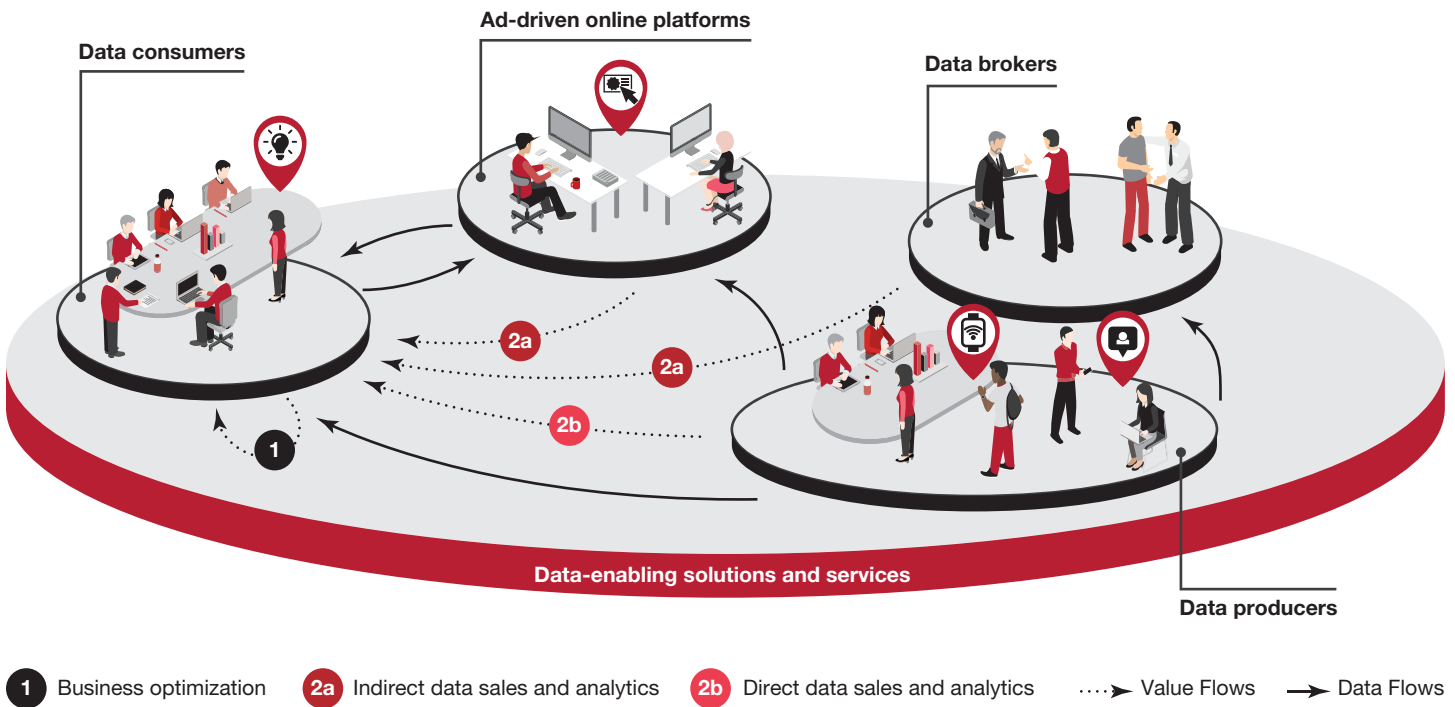 Ad-driven online platforms
Data consumers
Data brokers
2a
2a
2b
1
Data-enabling solutions and services
Data producers
1 Business optimization 2a Indirect data sales and analytics 2b Direct data sales and analytics Value Flows Data Flows